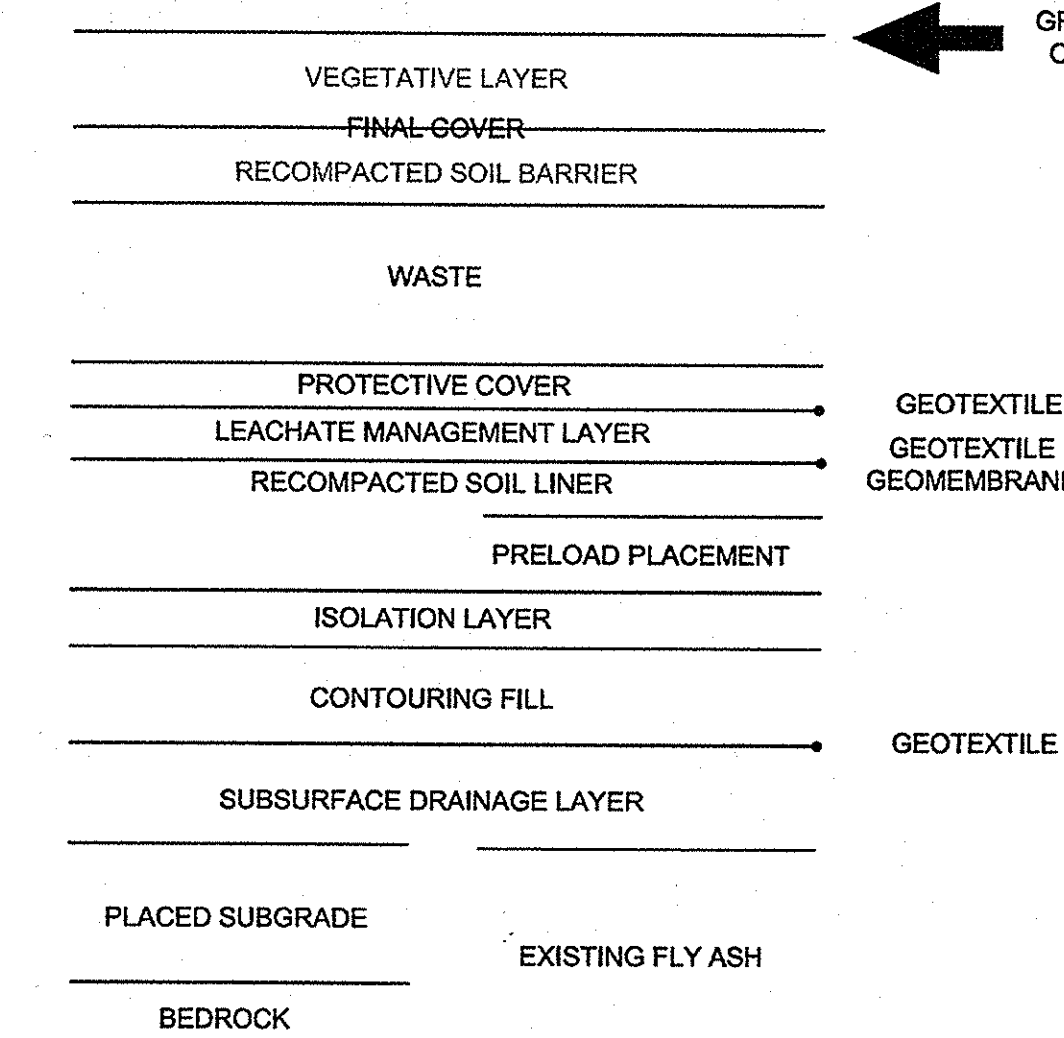 VEGETATIVE LAYER
FINAL COVER
RECOMPACTED SOIL BARRIER
WASTE
PROTECTIVE COVER
GEOTEXTILE
LEACHATE MANAGEMENT LAYER
GEOTEXTILE
RECOMPACTED SOIL LINER
PRELOAD PLACEMENT
ISOLATION LAYER
CONTOURING FILL
GEOTEXTILE
SUBSURFACE DRAINAGE LAYER
PLACED SUBGRADE
EXISTING FLY ASH
BEDROCK